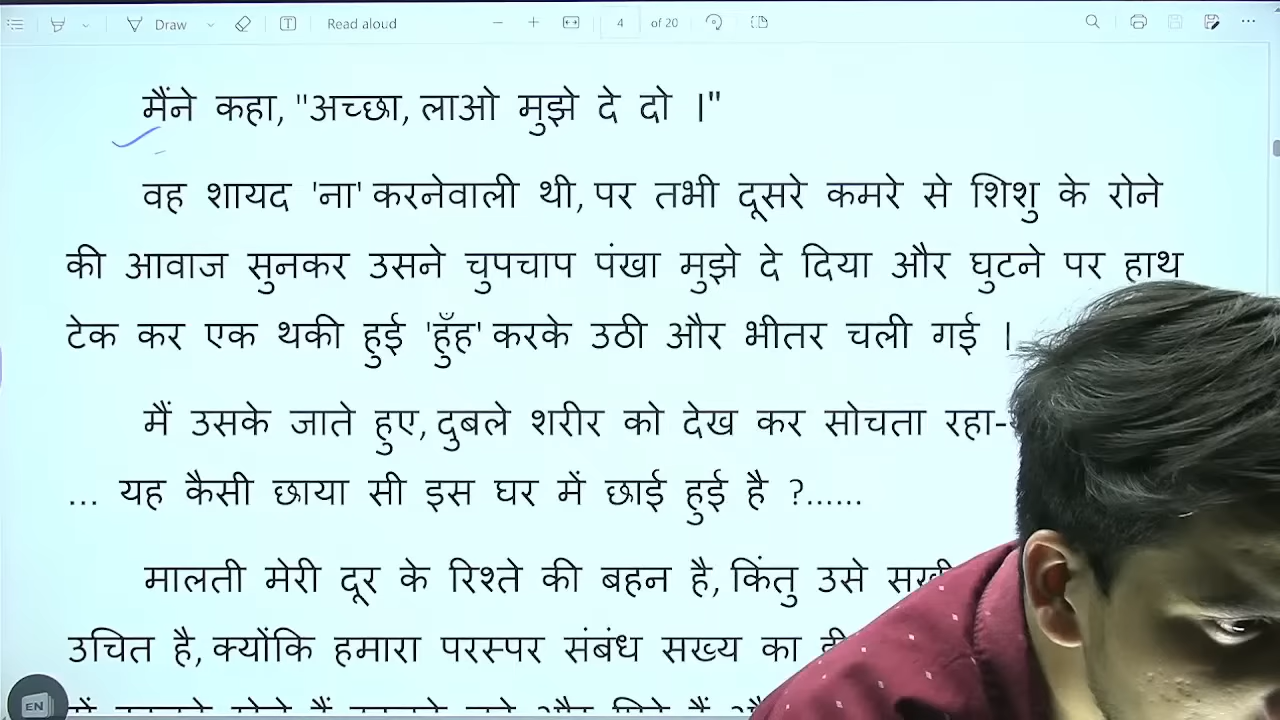 Draw
Read aloud
4
of 20
मैंने कहा, "अच्छा, लाओ मुझे दे दो ।"
वह शायद 'ना' करनेवाली थी, पर तभी दूसरे कमरे से शिशु के रोने
की आवाज सुनकर उसने चुपचाप पंखा मुझे दे दिया और घुटने पर हाथ
टेक कर एक थकी हुई 'हुँह' करके उठी और भीतर चली गई ।
मैं उसके जाते हुए, दुबले शरीर को देख कर सोचता रहा-
... यह कैसी छाया सी इस घर में छाई हुई है ?......
मालती मेरी दूर के रिश्ते की बहन है, किंतु उसे
उचित है, क्योंकि हमारा परस्पर संबंध सख्य का
EN